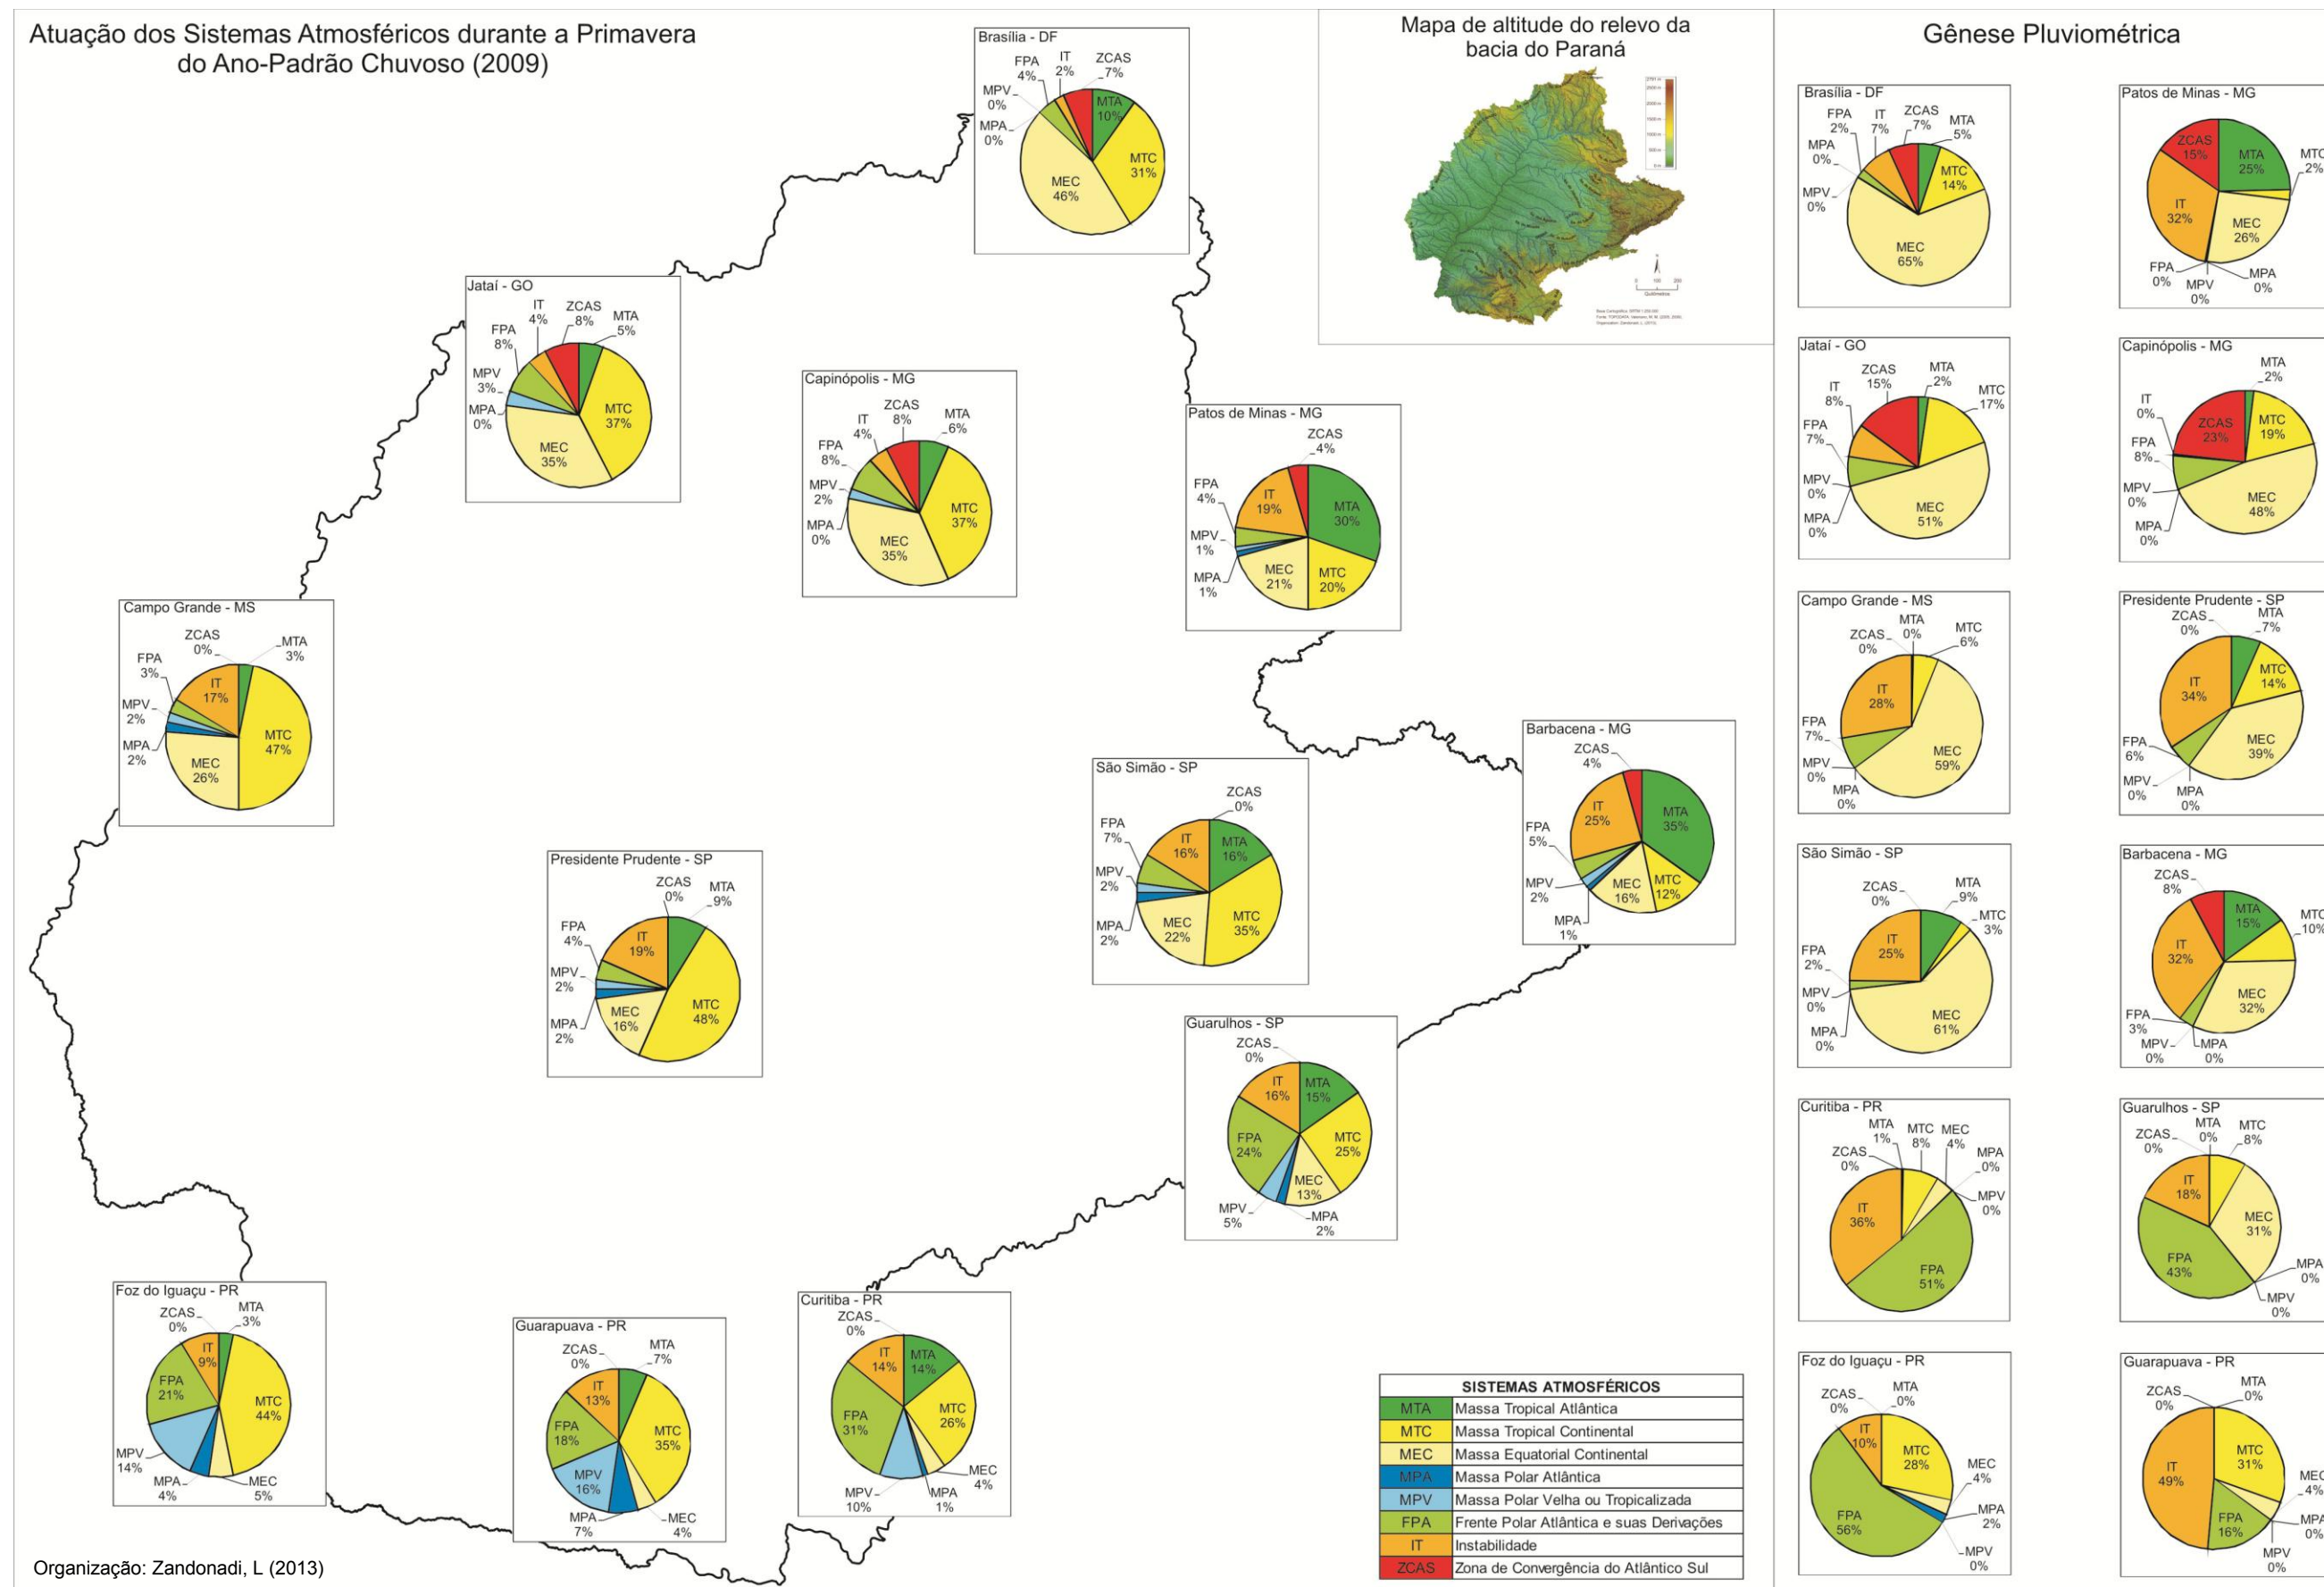 Atuação dos Sistemas Atmosféricos durante a Primavera
do Ano-Padrão Chuvoso (2009)
Brasília - DF
FPA
4%
IT
2%
ZCAS
7%
MPV
0%
MPA
0%
MTA
10%
MTC
31%
MEC
46%
Jataí - GO
IT
4%
ZCAS
8%
MTA
5%
FPA
8%
MPV
3%
MPA
0%
MTC
37%
MEC
35%
Capinópolis - MG
ZCAS
8%
MTA
6%
IT
4%
FPA
8%
MPV
2%
MPA
0%
MTC
37%
MEC
35%
Patos de Minas - MG
ZCAS
4%
FPA
4%
IT
19%
MTA
30%
MPV
1%
MPA
1%
MEC
21%
MTC
20%
Campo Grande - MS
ZCAS
0%
MTA
3%
FPA
3%
IT
17%
MPV
2%
MPA
2%
MTC
47%
MEC
26%
São Simão - SP
ZCAS
0%
FPA
7%
IT
16%
MTA
16%
MPV
2%
MPA
2%
MEC
22%
MTC
35%
Barbacena - MG
ZCAS
4%
IT
25%
MTA
35%
FPA
5%
MPV
2%
MEC
16%
MTC
12%
MPA
1%
Presidente Prudente - SP
ZCAS
0%
MTA
9%
FPA
4%
IT
19%
MPV
2%
MPA
2%
MEC
16%
MTC
48%
Guarulhos - SP
ZCAS
0%
IT
16%
MTA
15%
FPA
24%
MTC
25%
MEC
13%
MPV
5%
MPA
2%
Foz do Iguaçu - PR
ZCAS
0%
MTA
3%
IT
9%
FPA
21%
MTC
44%
MPV
14%
MPA
4%
MEC
5%
Guarapuava - PR
ZCAS
0%
MTA
7%
IT
13%
FPA
18%
MTC
35%
MPV
16%
MPA
7%
MEC
4%
Curitiba - PR
ZCAS
0%
IT
14%
MTA
14%
FPA
31%
MTC
26%
MEC
4%
MPV
10%
MPA
1%
Organização: Zandonadi, L (2013)
Mapa de altitude do relevo da
bacia do Paraná
SISTEMAS ATMOSFÉRICOS
MTA Massa Tropical Atlântica
MTC Massa Tropical Continental
MEC Massa Equatorial Continental
MPA Massa Polar Atlântica
MPV Massa Polar Velha ou Tropicalizada
FPA Frente Polar Atlântica e suas Derivações
IT Instabilidade
ZCAS Zona de Convergência do Atlântico Sul
Gênese Pluviométrica
Brasília - DF
FPA
2%
IT
7%
ZCAS
7%
MTA
5%
MPA
0%
MPV
0%
MTC
14%
MEC
65%
Patos de Minas - MG
ZCAS
15%
MTA
25%
MTC
2%
IT
32%
MEC
26%
FPA
0%
MPV
0%
MPA
0%
Jataí - GO
IT
8%
ZCAS
15%
MTA
2%
MTC
17%
FPA
7%
MPV
0%
MPA
0%
MEC
51%
Capinópolis - MG
MTA
2%
IT
0%
ZCAS
23%
MTC
19%
FPA
8%
MPV
0%
MPA
0%
MEC
48%
Campo Grande - MS
ZCAS
0%
MTA
0%
MTC
6%
IT
28%
FPA
7%
MPV
0%
MPA
0%
MEC
59%
Presidente Prudente - SP
ZCAS
0%
MTA
7%
IT
34%
MTC
14%
FPA
6%
MEC
39%
MPV
0%
MPA
0%
São Simão - SP
ZCAS
0%
MTA
9%
MTC
3%
IT
25%
FPA
2%
MPV
0%
MPA
0%
MEC
61%
Barbacena - MG
ZCAS
8%
MTA
15%
MTC
10%
IT
32%
MEC
32%
FPA
3%
MPV
0%
MPA
0%
Curitiba - PR
MTA
1%
MTC
8%
MEC
4%
ZCAS
0%
MPA
0%
MPV
0%
IT
36%
FPA
51%
Guarulhos - SP
ZCAS
0%
MTA
0%
MTC
8%
IT
18%
MEC
31%
FPA
43%
MPA
0%
MPV
0%
Foz do Iguaçu - PR
ZCAS
0%
MTA
0%
IT
10%
MTC
28%
MEC
4%
FPA
56%
MPA
2%
MPV
0%
Guarapuava - PR
ZCAS
0%
MTA
0%
MTC
31%
IT
49%
MEC
4%
FPA
16%
MPA
0%
MPV
0%